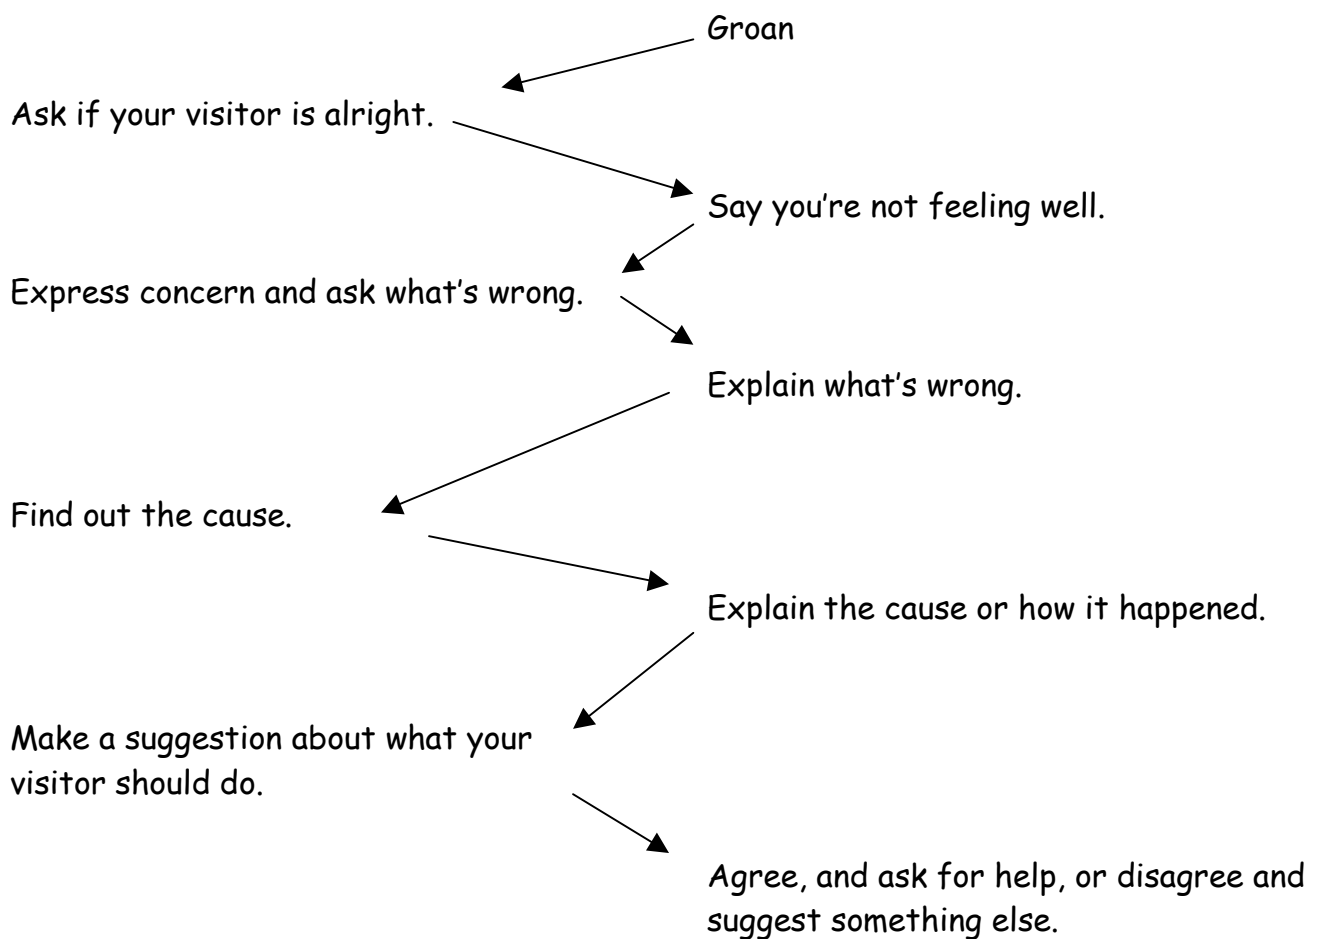 Groan
Ask if your visitor is alright.
Say you’re not feeling well.
Express concern and ask what’s wrong.
Explain what’s wrong.
Find out the cause.
Explain the cause or how it happened.
Make a suggestion about what your
visitor should do.
Agree, and ask for help, or disagree and
suggest something else.